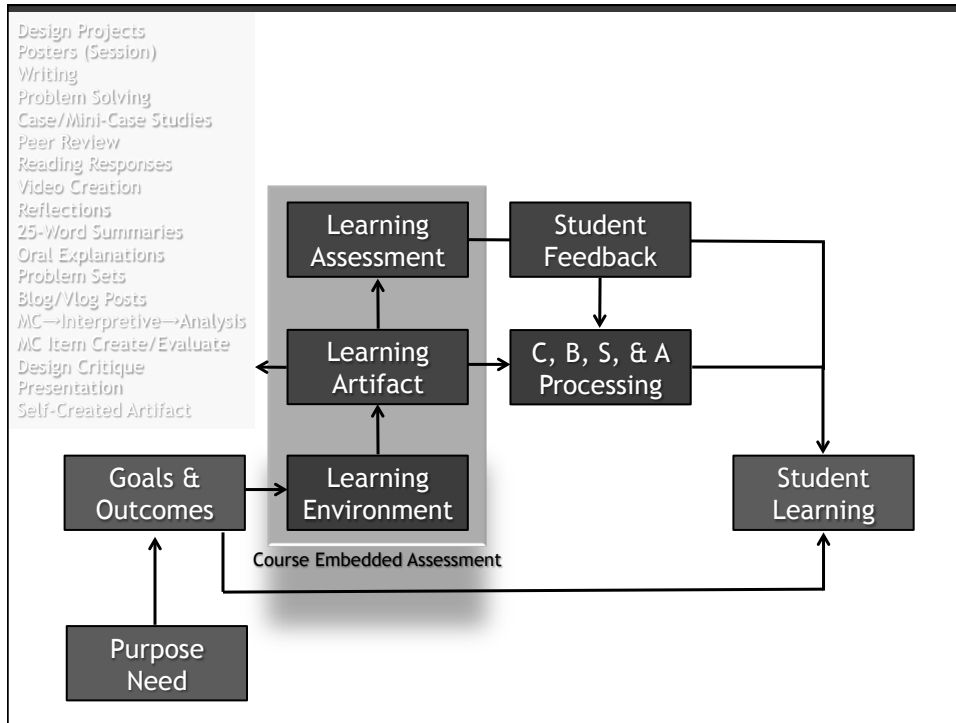 Design Projects
Posters (Session)
Writing
Problem Solving
Case/Mini-Case Studies
Peer Review
Reading Responses
Video Creation
Reflections
25-Word Summaries
Oral Explanations
Problem Sets
Blog/Vlog Posts
MC→Interpretive→Analysis
MC Item Create/Evaluate
Design Critique
Presentation
Self-Created Artifact
Learning
Assessment
Student
Feedback
Learning
Artifact
C, B, S, & A
Processing
Goals &
Outcomes
Learning
Environment
Student
Learning
Course Embedded Assessment
Purpose
Need